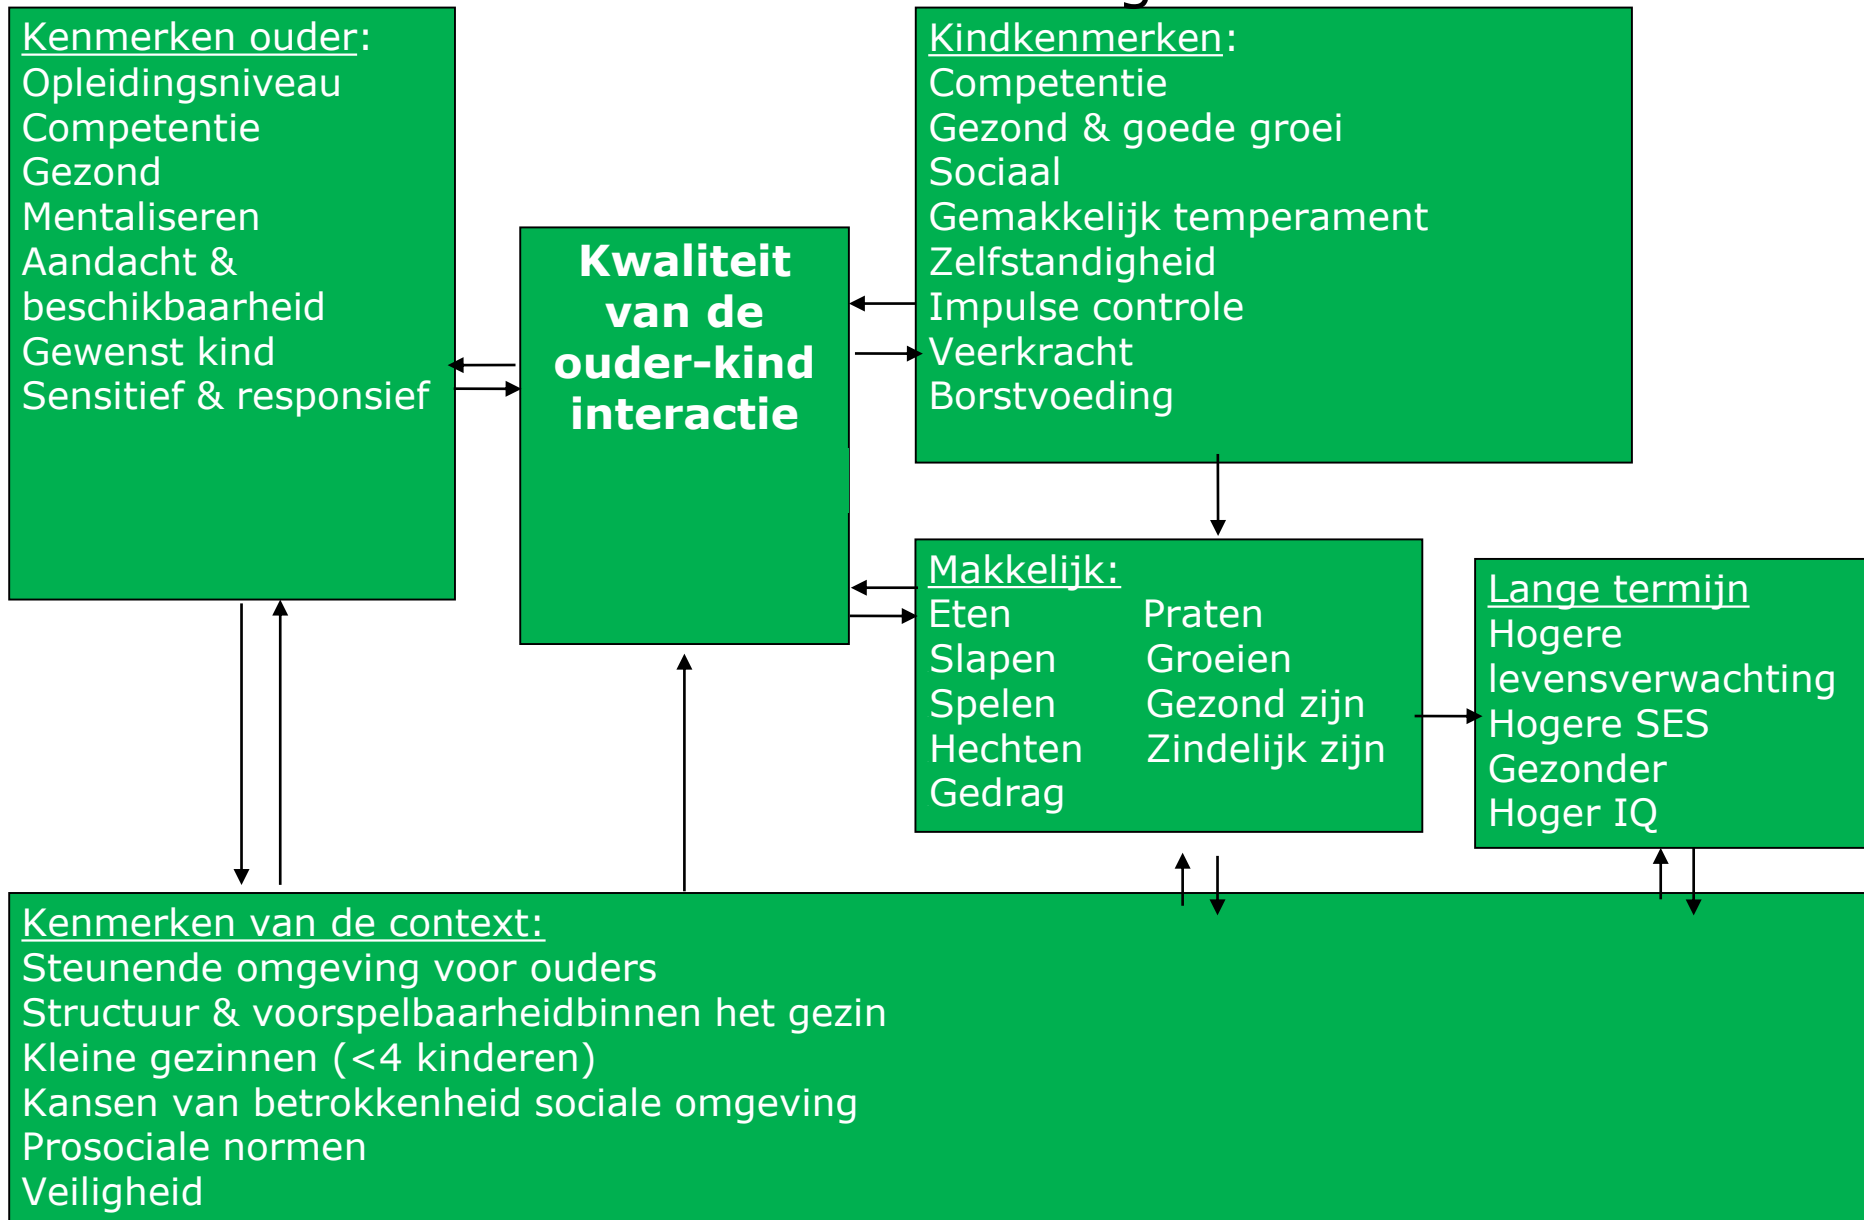 Kenmerken ouder:
Opleidingsniveau
Competentie
Gezond
Mentaliseren
Aandacht &
beschikbaarheid
Gewenst kind
Sensitief & responsief
Kwaliteit
van de
ouder-kind
interactie
Kindkenmerken:
Competentie
Gezond & goede groei
Sociaal
Gemakkelijk temperament
Zelfstandigheid
Impulse controle
Veerkracht
Borstvoeding
Makkelijk:
Eten Praten
Slapen Groeien
Spelen Gezond zijn
Hechten Zindelijk zijn
Gedrag
Lange termijn
Hogere
levensverwachting
Hogere SES
Gezonder
Hoger IQ
Kenmerken van de context:
Steunende omgeving voor ouders
Structuur & voorspelbaarheidbinnen het gezin
Kleine gezinnen (<4 kinderen)
Kansen van betrokkenheid sociale omgeving
Prosociale normen
Veiligheid